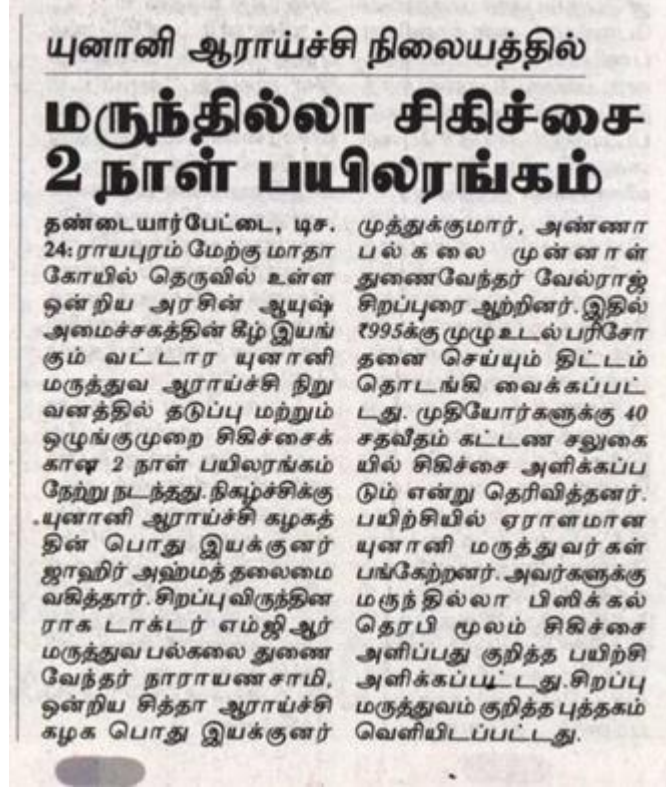 யுனானி ஆராய்ச்சி நிலையத்தில்
மருந்தில்லா சிகிச்சை
2 நாள் பயிலரங்கம்
தண்டையார்பேட்டை, டிச.
24: ராயபுரம் மேற்கு மாதா
கோயில் தெருவில் உள்ள
ஒன்றிய அரசின் ஆயுஷ்
அமைச்சகத்தின் கீழ் இயங்
கும் வட்டார யுனானி
மருத்துவ ஆராய்ச்சி நிறு
வனத்தில் தடுப்பு மற்றும்
ஒழுங்குமுறை சிகிச்சைக்
கான 2 நாள் பயிலரங்கம்
நேற்று நடந்தது. நிகழ்ச்சிக்கு
யுனானி ஆராய்ச்சி கழகத்
தின் பொது இயக்குனர்
ஜாஹிர் அஹ்மத் தலைமை
வகித்தார். சிறப்பு விருந்தின
ராக டாக்டர் எம்ஜிஆர்
மருத்துவ பல்கலை துணை
வேந்தர் நாராயணசாமி,
ஒன்றிய சித்தா ஆராய்ச்சி
கழக பொது இயக்குனர்
முத்துக்குமார், அண்ணா
பல்கலை முன்னாள்
துணைவேந்தர் வேல்ராஜ்
சிறப்புரை ஆற்றினர். இதில்
₹995க்கு முழு உடல் பரிசோ
தனை செய்யும் திட்டம்
தொடங்கி வைக்கப்பட்
டது. முதியோர்களுக்கு 40
சதவீதம் கட்டண சலுகை
யில் சிகிச்சை அளிக்கப்ப
டும் என்று தெரிவித்தனர்.
பயிற்சியில் ஏராளமான
யுனானி மருத்துவர்கள்
பங்கேற்றனர். அவர்களுக்கு
மருந்தில்லா பிஸிக்கல்
தெரபி மூலம் சிகிச்சை
அளிப்பது குறித்த பயிற்சி
அளிக்கப்பட்டது. சிறப்பு
மருத்துவம் குறித்த புத்தகம்
வெளியிடப்பட்டது.